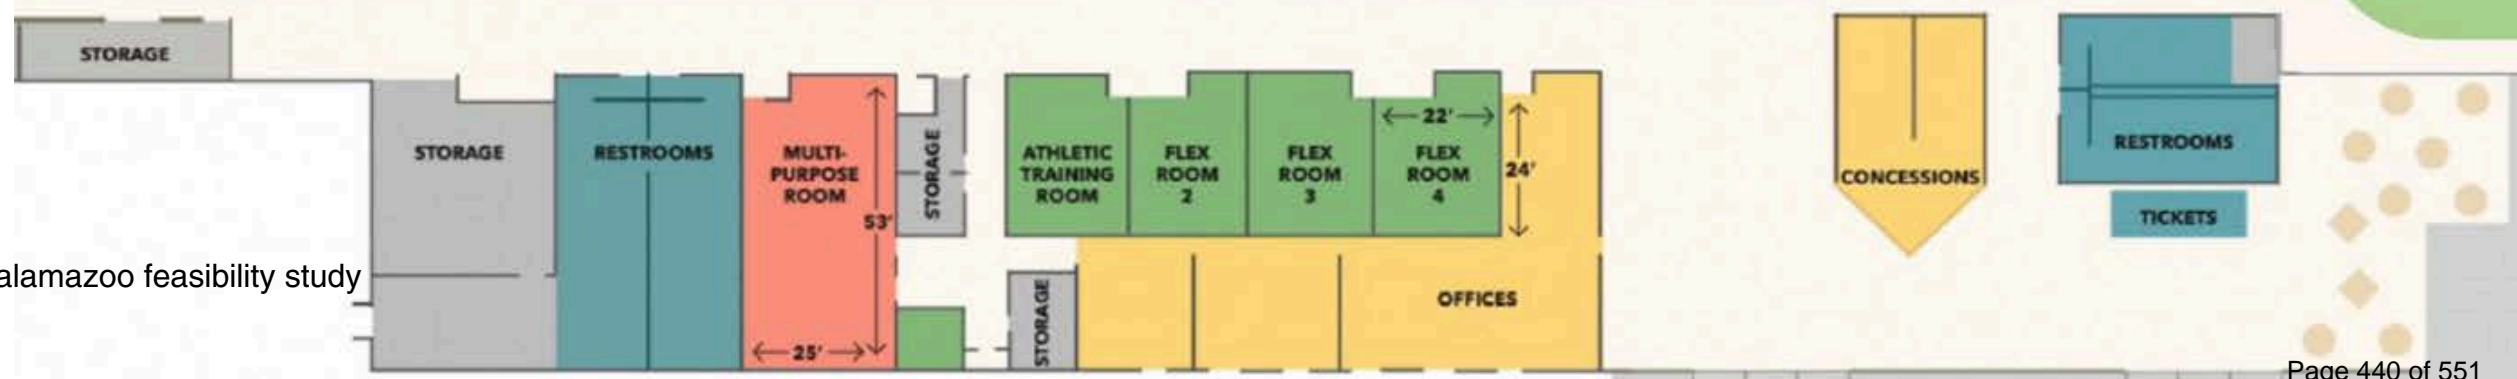 STORAGE
STORAGE
RESTROOMS
MULTI-
PURPOSE
ROOM
53'
25'
STORAGE
ATHLETIC
TRAINING
ROOM
FLEX
ROOM
2
FLEX
ROOM
3
22'
FLEX
ROOM
4
24'
STORAGE
OFFICES
CONCESSIONS
RESTROOMS
TICKETS
alamazoo feasibility study
Page 440 of 551